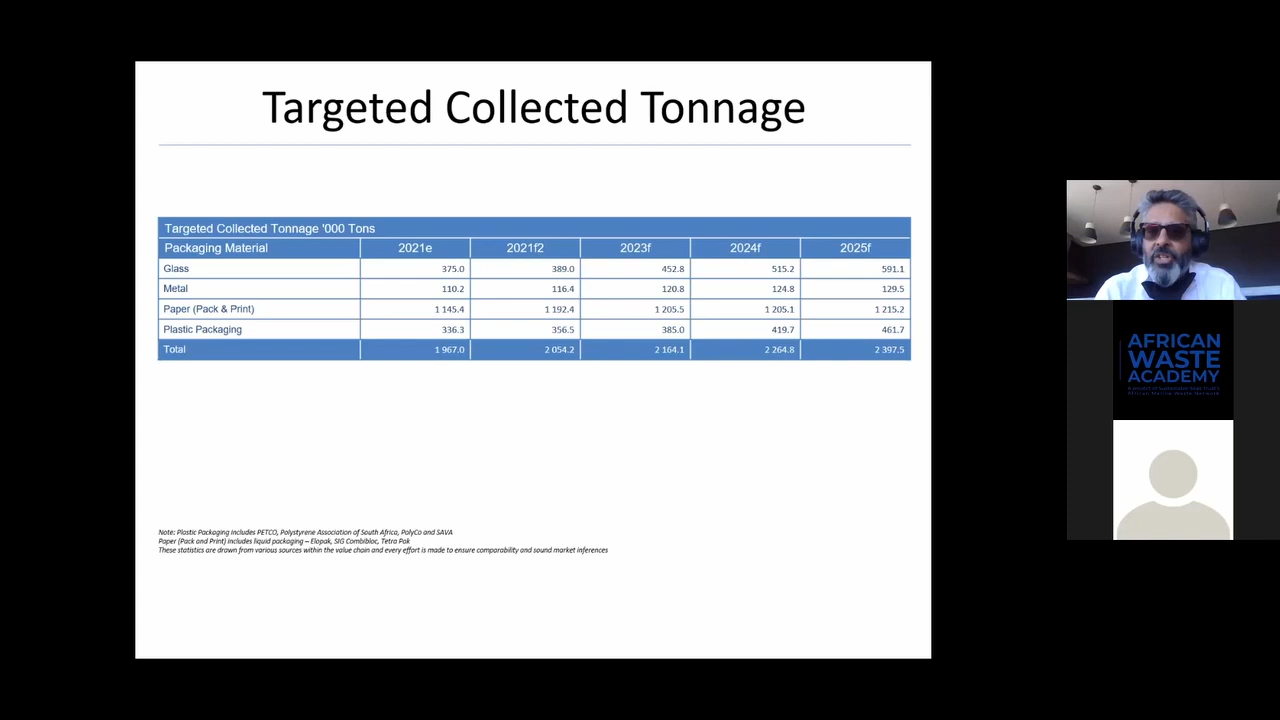 Targeted Collected Tonnage
Targeted Collected Tonnage '000 Tons
Packaging Material 2021e 2021f2 2023f 2024f 2025f
Glass 375.0 389.0 452.8 515.2 591.1
Metal 110.2 116.4 120.8 124.8 129.5
Paper (Pack & Print) 1 145.4 1 192.4 1 205.5 1 205.1 1 215.2
Plastic Packaging 336.3 356.5 385.0 419.7 461.7
Total 1 967.0 2 054.2 2 164.1 2 264.8 2 397.5
Note: Plastic Packaging includes PETCO, Polystyrene Association of South Africa, PolyCo and SAVA
Paper (Pack and Print) includes liquid packaging – Elopak, SIG Combibloc, Tetra Pak
These statistics are drawn from various sources within the value chain and every effort is made to ensure comparability and sound market inferences
AFRICAN
WASTE
ACADEMY
African Marine Waste Network